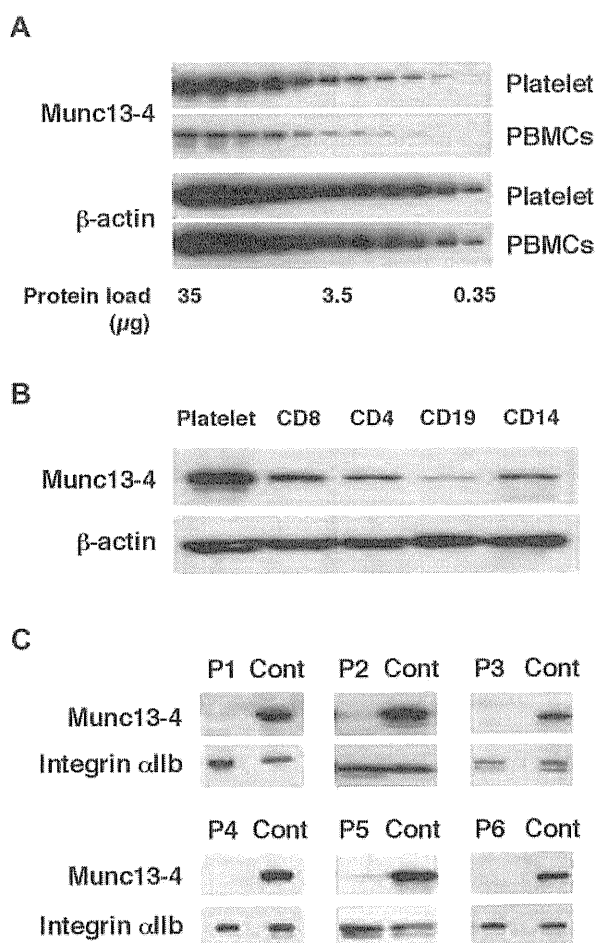 A
Munc13-4
Platelet
PBMCs
β-actin
Platelet
PBMCs
Protein load
(µg)
35 3.5 0.35
B
Platelet CD8 CD4 CD19 CD14
Munc13-4
β-actin
C
P1 Cont P2 Cont P3 Cont
Munc13-4
Integrin αIIb
P4 Cont P5 Cont P6 Cont
Munc13-4
Integrin αIIb